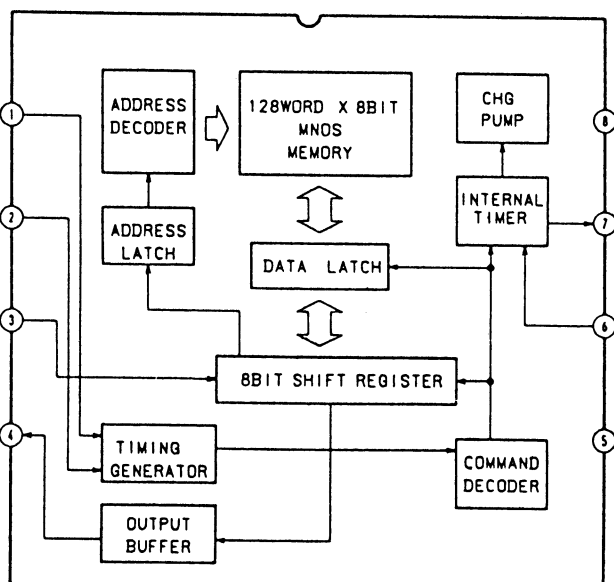 ADDRESS
DECODER
128WORD X 8BIT
MNOS
MEMORY
CHG
PUMP
1
8
2
ADDRESS
LATCH
INTERNAL
TIMER
7
DATA LATCH
3
6
8BIT SHIFT REGISTER
4
TIMING
GENERATOR
COMMAND
DECODER
5
OUTPUT
BUFFER